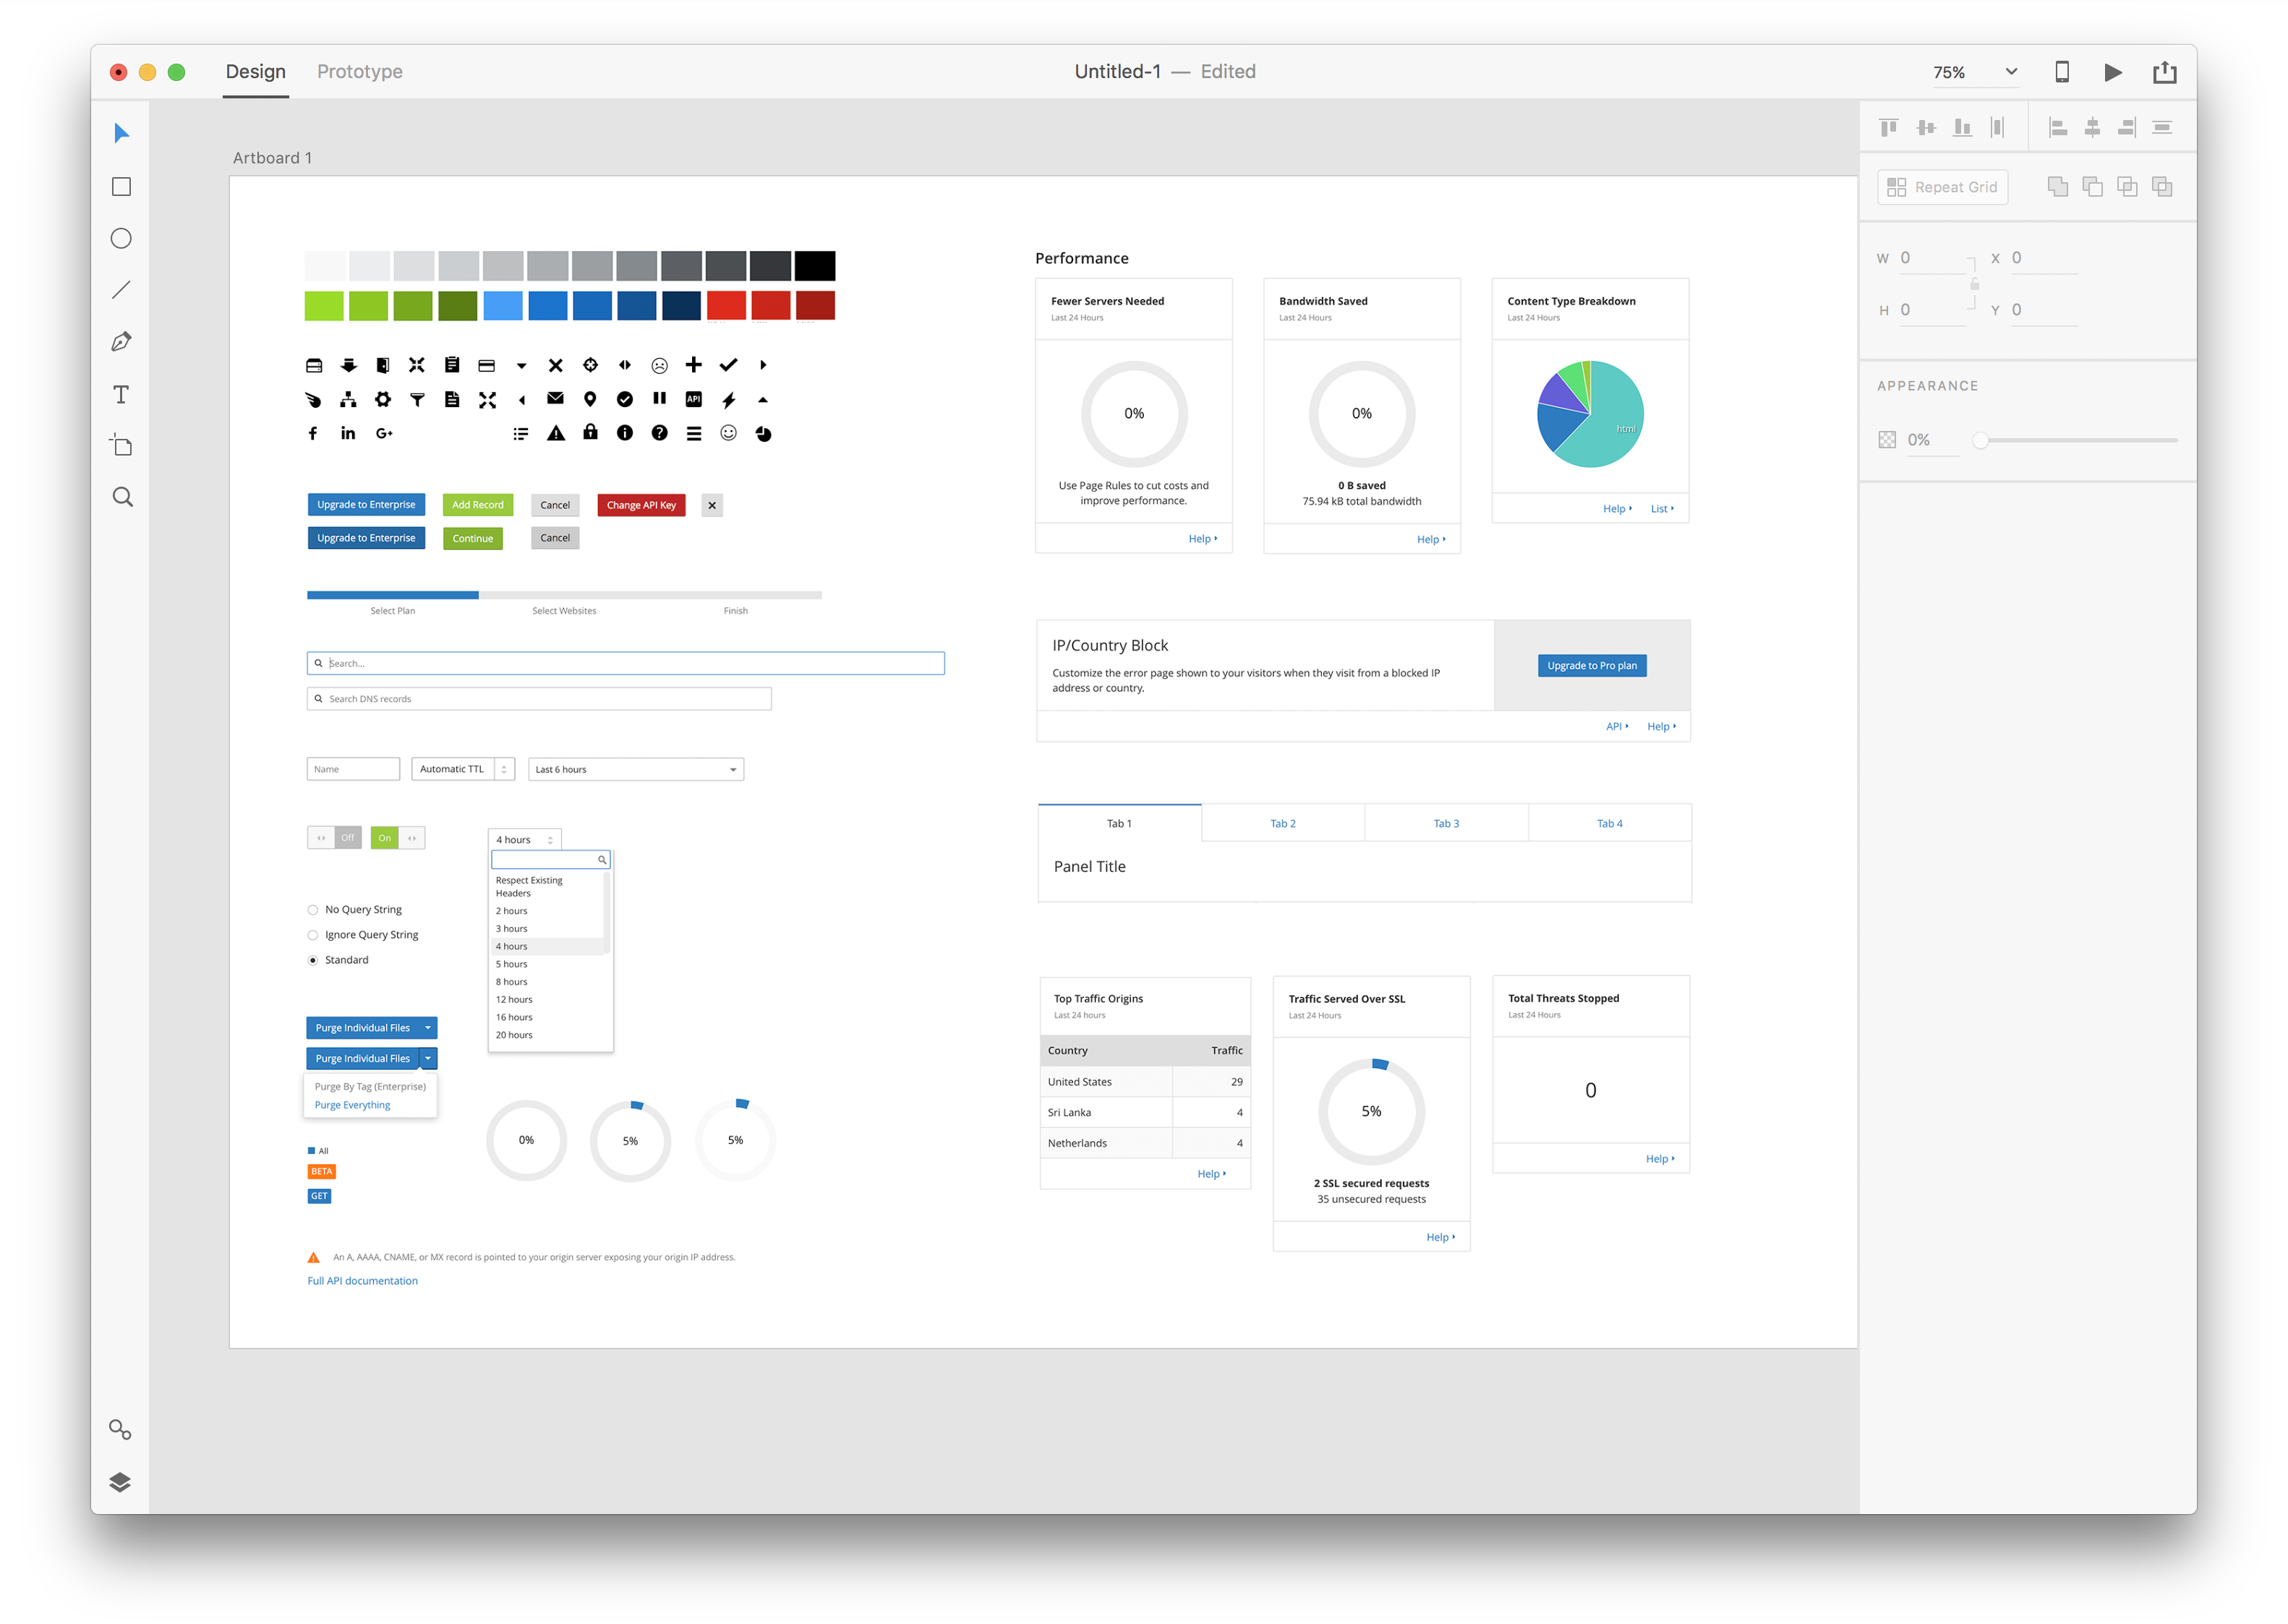 Design
Prototype
Untitled-1 — Edited
75%
Artboard 1
Repeat Grid
W 0
X 0
H 0
Y 0
APPEARANCE
0%
API
f
in
G+
Upgrade to Enterprise
Add Record
Cancel
Change API Key
Upgrade to Enterprise
Continue
Cancel
Select Plan
Select Websites
Finish
Search...
Search DNS records
Name
Automatic TTL
Last 6 hours
Off
On
4 hours
Respect Existing
Headers
2 hours
3 hours
4 hours
5 hours
8 hours
12 hours
16 hours
20 hours
No Query String
Ignore Query String
Standard
Purge Individual Files
Purge Individual Files
Purge By Tag (Enterprise)
Purge Everything
All
BETA
GET
0%
5%
5%
An A, AAAA, CNAME, or MX record is pointed to your origin server exposing your origin IP address.
Full API documentation
Performance
Fewer Servers Needed
Last 24 Hours
0%
Use Page Rules to cut costs and
improve performance.
Help
Bandwidth Saved
Last 24 Hours
0%
0 B saved
75.94 kB total bandwidth
Help
Content Type Breakdown
Last 24 Hours
html
Help
List
IP/Country Block
Customize the error page shown to your visitors when they visit from a blocked IP
address or country.
Upgrade to Pro plan
API
Help
Tab 1
Tab 2
Tab 3
Tab 4
Panel Title
Top Traffic Origins
Last 24 hours
Country Traffic
United States 29
Sri Lanka 4
Netherlands 4
Help
Traffic Served Over SSL
Last 24 Hours
5%
2 SSL secured requests
35 unsecured requests
Help
Total Threats Stopped
Last 24 Hours
0
Help